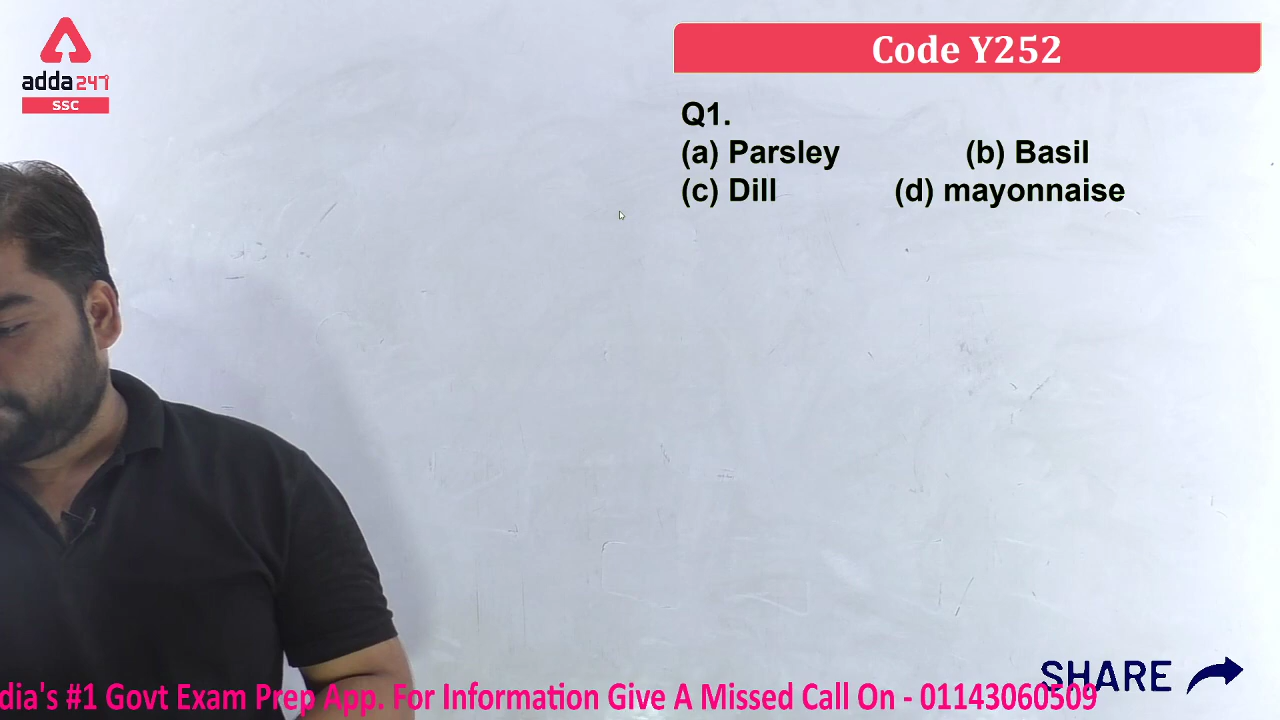 adda247
SSC
Code Y252
Q1.
(a) Parsley (b) Basil
(c) Dill (d) mayonnaise
SHARE
dia's #1 Govt Exam Prep App. For Information Give A Missed Call On - 01143060509